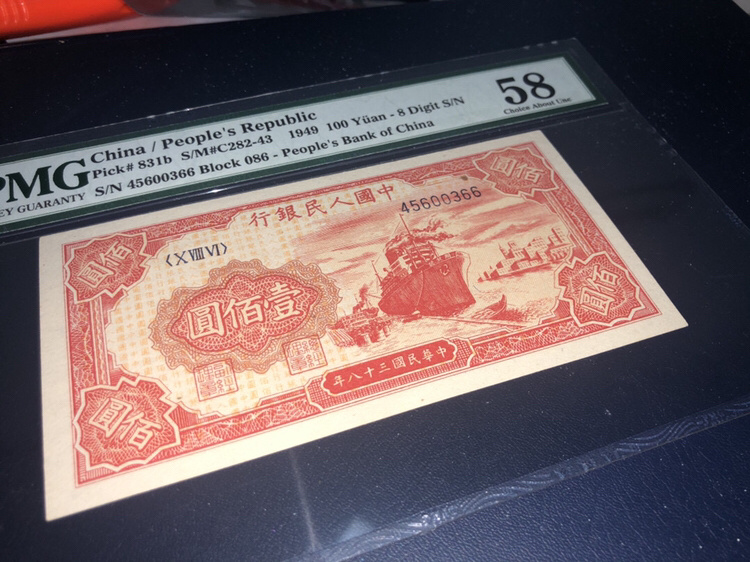 China / People's Republic
58
Pick# 831b S/M#C282-43 1949 100 Yüan - 8 Digit S/N
Choice About Unc
PMG
S/N 45600366 Block 086 - People's Bank of China
EY GUARANTY
中國人民銀行
45600366
〈X VIII VI〉
佰圓
佰圓
壹佰圓
佰圓
佰圓
中華民國三十八年